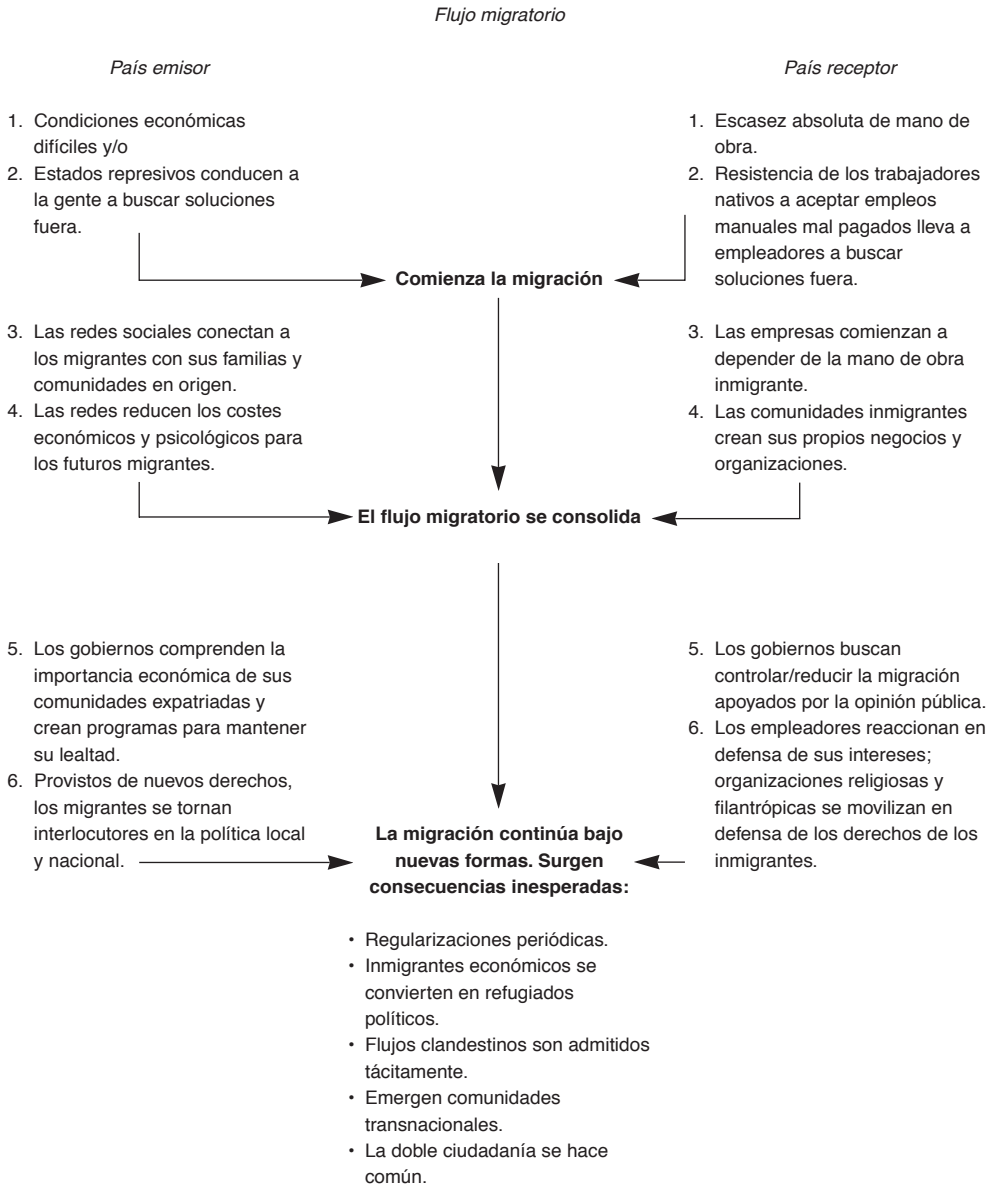 Flujo migratorio
País emisor
País receptor
1. Condiciones económicas
difíciles y/o
2. Estados represivos conducen a
la gente a buscar soluciones
fuera.
1. Escasez absoluta de mano de
obra.
2. Resistencia de los trabajadores
nativos a aceptar empleos
manuales mal pagados lleva a
empleadores a buscar
soluciones fuera.
Comienza la migración
3. Las redes sociales conectan a
los migrantes con sus familias y
comunidades en origen.
4. Las redes reducen los costes
económicos y psicológicos para
los futuros migrantes.
3. Las empresas comienzan a
depender de la mano de obra
inmigrante.
4. Las comunidades inmigrantes
crean sus propios negocios y
organizaciones.
El flujo migratorio se consolida
5. Los gobiernos comprenden la
importancia económica de sus
comunidades expatriadas y
crean programas para mantener
su lealtad.
6. Provistos de nuevos derechos,
los migrantes se tornan
interlocutores en la política local
y nacional.
5. Los gobiernos buscan
controlar/reducir la migración
apoyados por la opinión pública.
6. Los empleadores reaccionan en
defensa de sus intereses;
organizaciones religiosas y
filantrópicas se movilizan en
defensa de los derechos de los
inmigrantes.
La migración continúa bajo
nuevas formas. Surgen
consecuencias inesperadas:
• Regularizaciones periódicas.
• Inmigrantes económicos se
convierten en refugiados
políticos.
• Flujos clandestinos son admitidos
tácitamente.
• Emergen comunidades
transnacionales.
• La doble ciudadanía se hace
común.